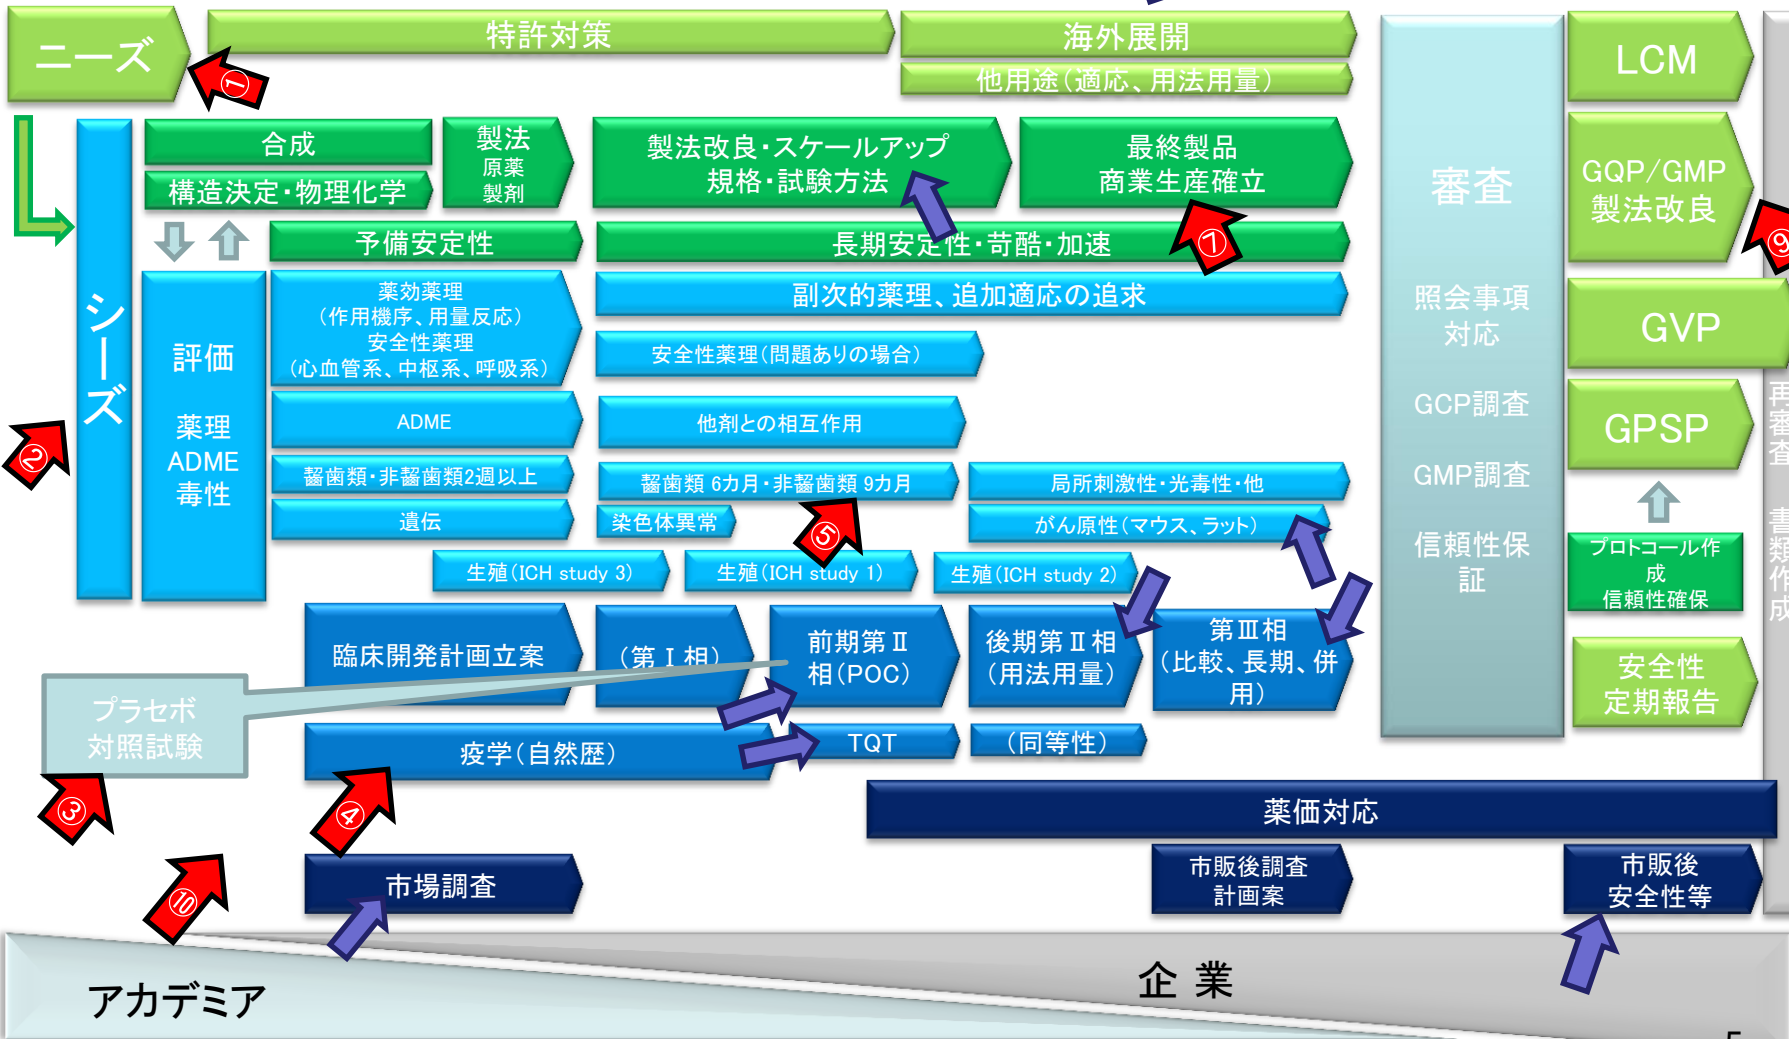 ニーズ
①
特許対策
海外展開
他用途(適応、用法用量)
LCM
シーズ
②
合成
構造決定・物理化学
製法
原薬
製剤
製法改良・スケールアップ
規格・試験方法
最終製品
商業生産確立
⑦
審査
照会事項
対応
GCP調査
GMP調査
信頼性保
証
GQP/GMP
製法改良
⑨
予備安定性
長期安定性・苛酷・加速
評価
薬理
ADME
毒性
薬効薬理
(作用機序、用量反応)
安全性薬理
(心血管系、中枢系、呼吸系)
副次的薬理、追加適応の追求
安全性薬理(問題ありの場合)
GVP
ADME
他剤との相互作用
GPSP
再審査 書類作成
齧歯類・非齧歯類2週以上
齧歯類 6カ月・非齧歯類 9カ月
⑤
局所刺激性・光毒性・他
遺伝
染色体異常
がん原性(マウス、ラット)
プロトコール作
成
信頼性確保
生殖(ICH study 3)
生殖(ICH study 1)
生殖(ICH study 2)
臨床開発計画立案
(第Ⅰ相)
前期第Ⅱ
相(POC)
後期第Ⅱ相
(用法用量)
第Ⅲ相
(比較、長期、併
用)
安全性
定期報告
プラセボ
対照試験
③
疫学(自然歴)
④
TQT
(同等性)
薬価対応
⑩
市場調査
市販後調査
計画案
市販後
安全性等
アカデミア
企 業